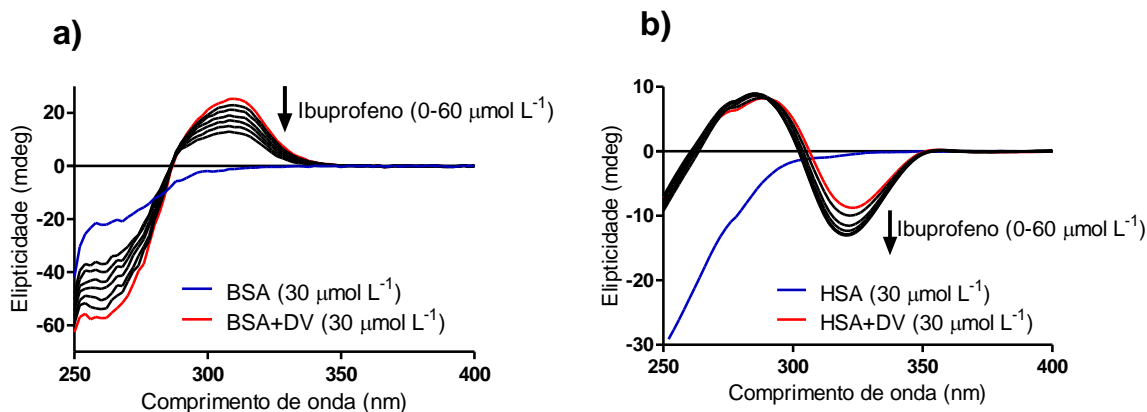 a)
Elipticidade (mdeg)
20
0
-20
-40
-60
Ibuprofeno (0-60 μmol L⁻¹)
BSA (30 μmol L⁻¹)
BSA+DV (30 μmol L⁻¹)
250 300 350 400
Comprimento de onda (nm)
b)
Elipticidade (mdeg)
10
0
-10
-20
-30
Ibuprofeno (0-60 μmol L⁻¹)
HSA (30 μmol L⁻¹)
HSA+DV (30 μmol L⁻¹)
250 300 350 400
Comprimento de onda (nm)